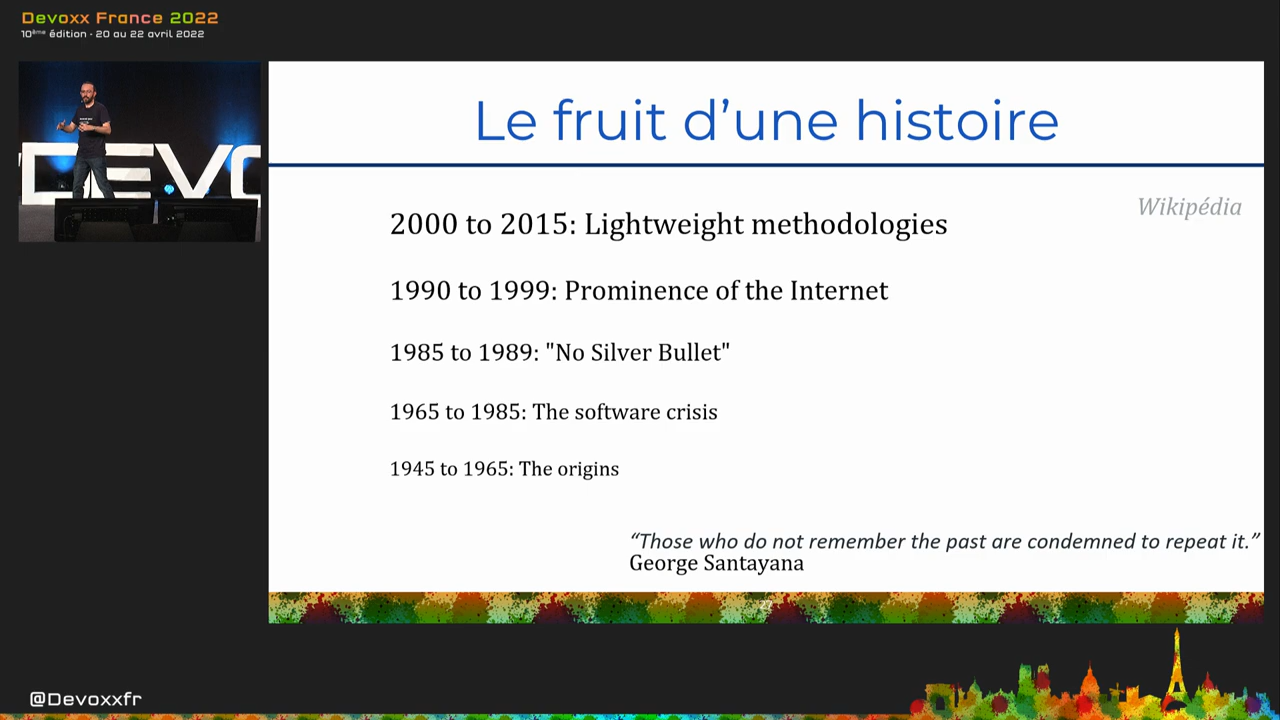 Devoxx France 2022
10ème édition - 20 au 22 avril 2022
DEVO
Le fruit d'une histoire
Wikipédia
2000 to 2015: Lightweight methodologies
1990 to 1999: Prominence of the Internet
1985 to 1989: "No Silver Bullet"
1965 to 1985: The software crisis
1945 to 1965: The origins
“Those who do not remember the past are condemned to repeat it.”
George Santayana
27
@Devoxxfr